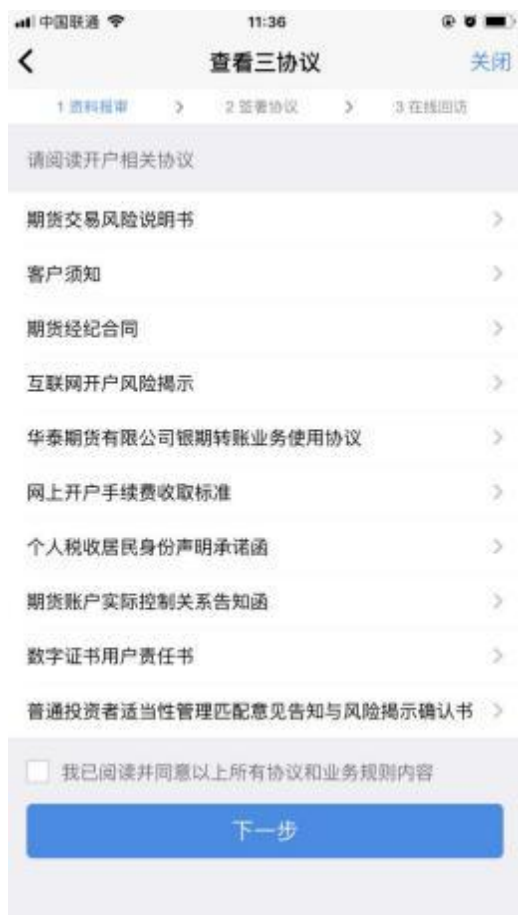 中国联通 11:36
查看三协议 关闭
1 资料报审 > 2 签署协议 > 3 在线回访
请阅读开户相关协议
期货交易风险说明书
客户须知
期货经纪合同
互联网开户风险揭示
华泰期货有限公司银期转账业务使用协议
网上开户手续费收取标准
个人税收居民身份声明承诺函
期货账户实际控制关系告知函
数字证书用户责任书
普通投资者适当性管理匹配意见告知与风险揭示确认书
我已阅读并同意以上所有协议和业务规则内容
下一步